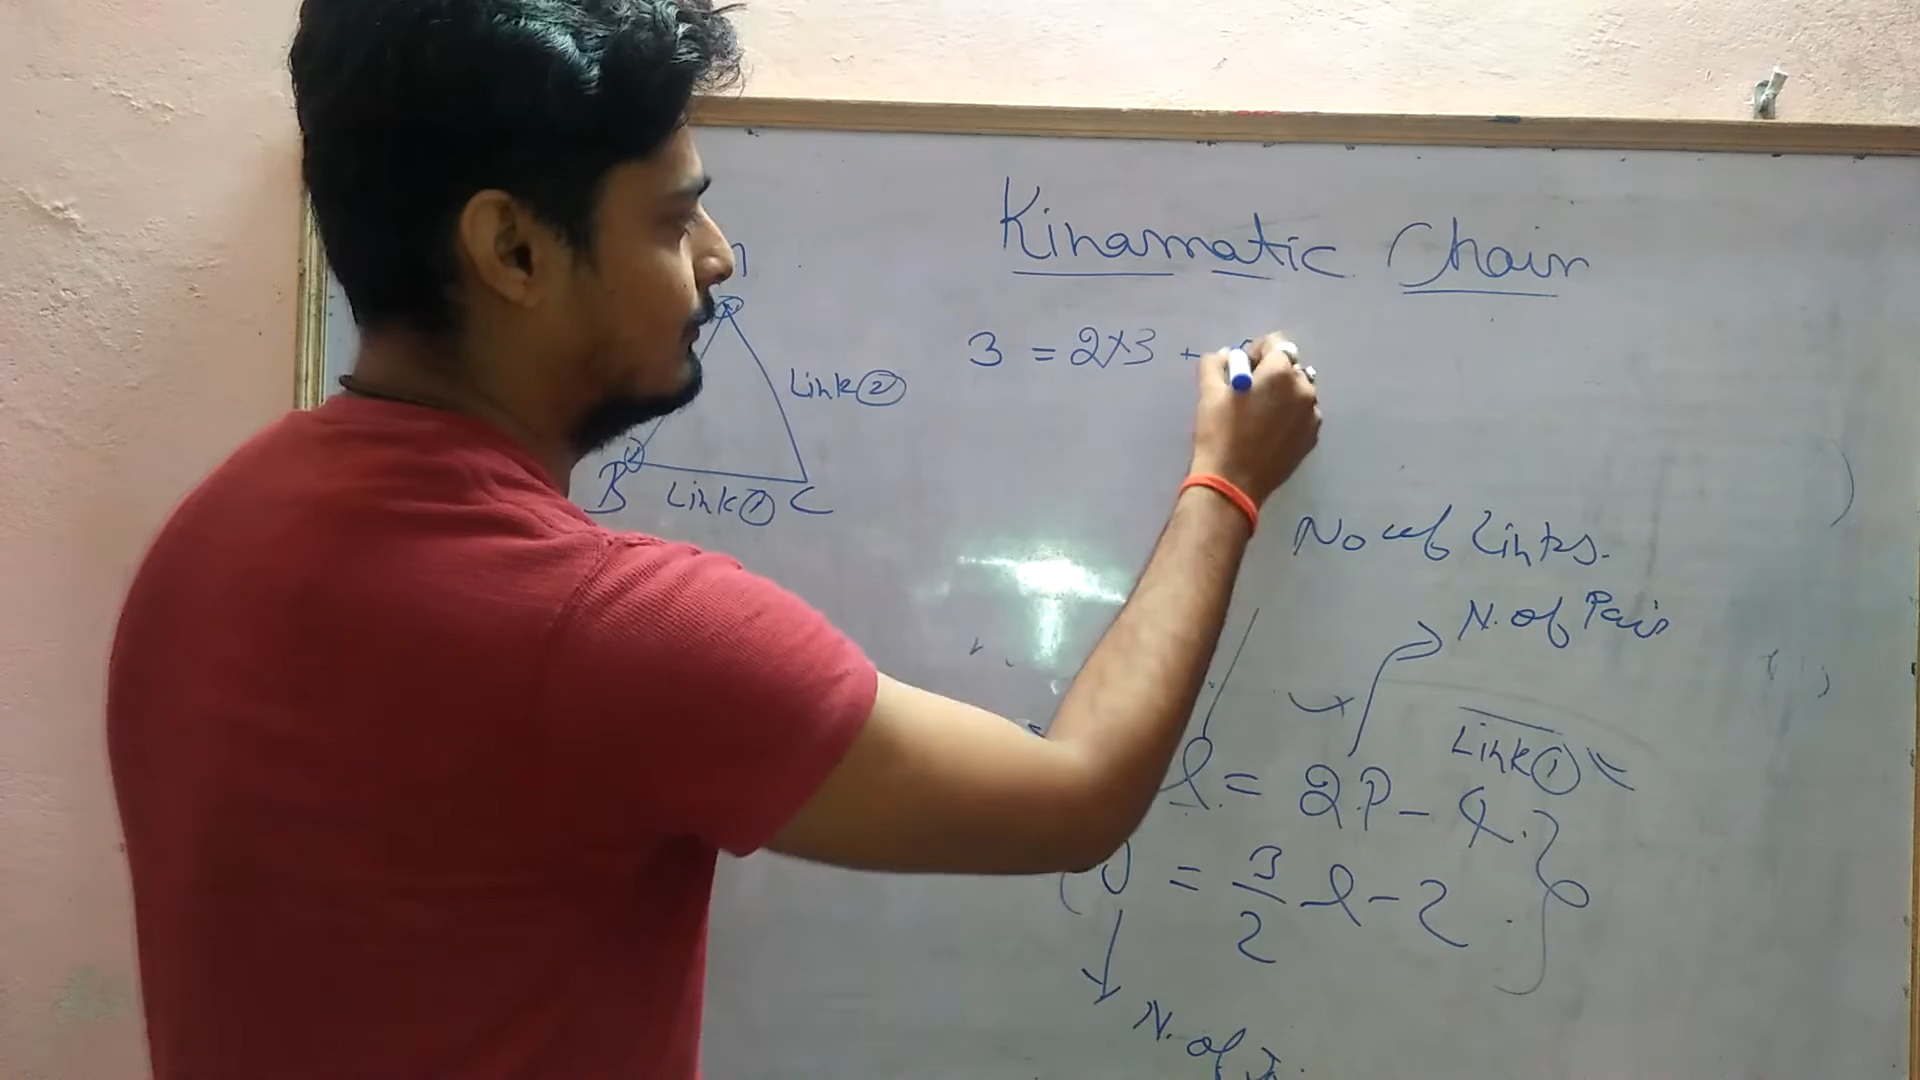 Kinamatic Chain
3 = 2×3 -
Link ②
B Link ① C
No of Links.
N. of Pair
Link ①
l = 2P - 4
J = 3/2 l - 2
N. of J